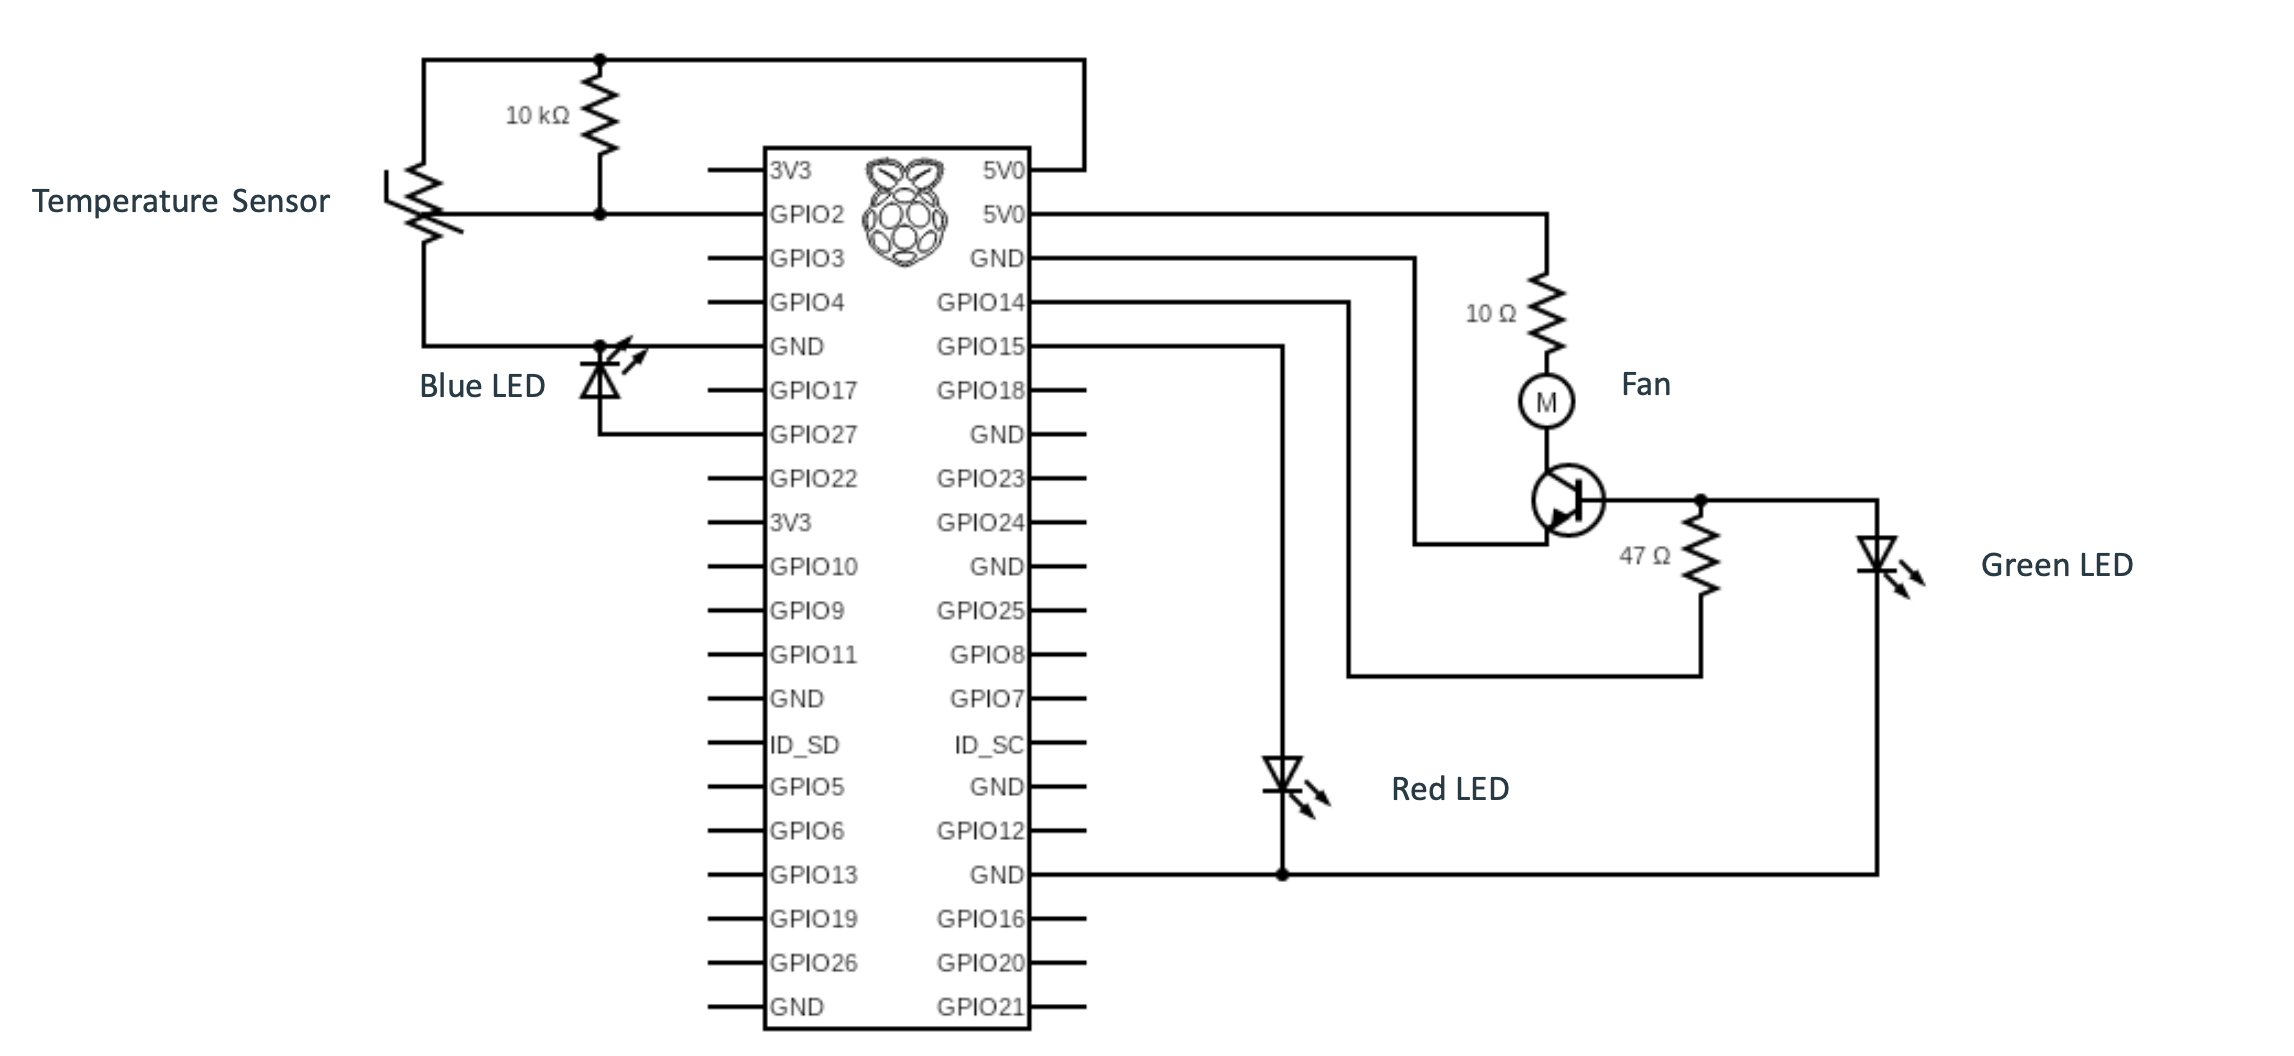 10 kΩ
Temperature Sensor
3V3 5V0
GPIO2 5V0
GPIO3 GND
GPIO4 GPIO14
10 Ω
GND GPIO15
Blue LED
Fan
GPIO17 GPIO18
M
GPIO27 GND
GPIO22 GPIO23
3V3 GPIO24
47 Ω
Green LED
GPIO10 GND
GPIO9 GPIO25
GPIO11 GPIO8
GND GPIO7
ID_SD ID_SC
GPIO5 GND
Red LED
GPIO6 GPIO12
GPIO13 GND
GPIO19 GPIO16
GPIO26 GPIO20
GND GPIO21